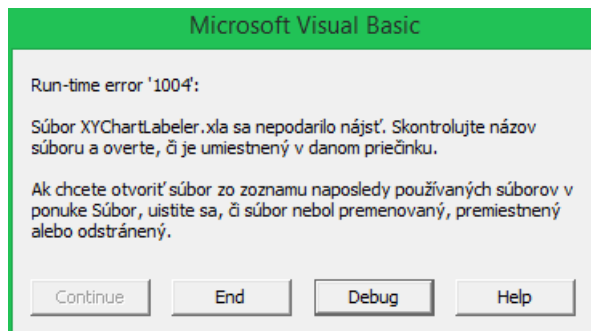 Microsoft Visual Basic
Run-time error '1004':
Súbor XYChartLabeler.xla sa nepodarilo nájsť. Skontrolujte názov
súboru a overte, či je umiestnený v danom priečinku.
Ak chcete otvoriť súbor zo zoznamu naposledy používaných súborov v
ponuke Súbor, uistite sa, či súbor nebol premenovaný, premiestnený
alebo odstránený.
Continue End Debug Help